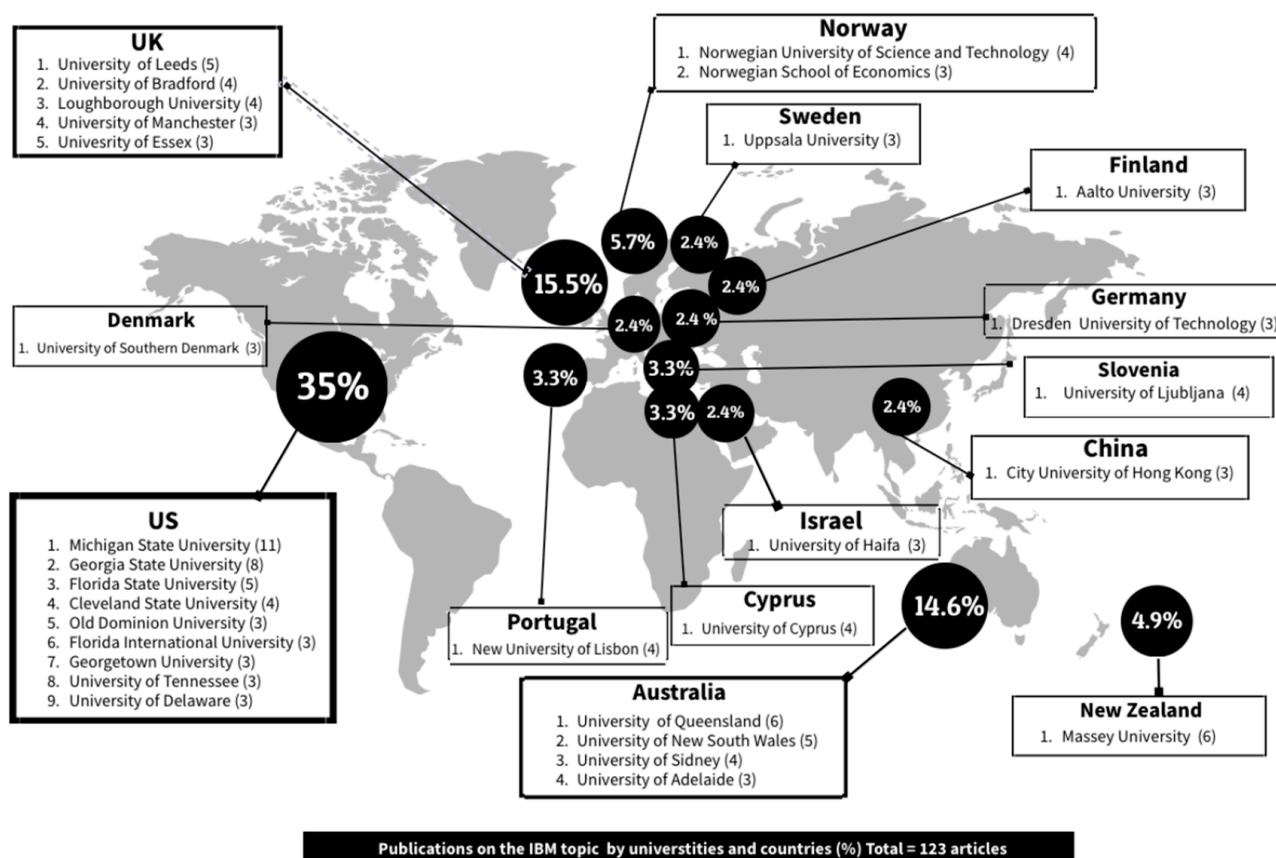 UK
1. University of Leeds (5)
2. University of Bradford (4)
3. Loughborough University (4)
4. University of Manchester (3)
5. Univesrity of Essex (3)
Norway
1. Norwegian University of Science and Technology (4)
2. Norwegian School of Economics (3)
Sweden
1. Uppsala University (3)
Finland
1. Aalto University (3)
5.7%
2.4%
15.5%
2.4%
Denmark
1. University of Southern Denmark (3)
2.4%
2.4 %
Germany
1. Dresden University of Technology (3)
35%
3.3%
3.3%
Slovenia
1. University of Ljubljana (4)
3.3%
2.4%
2.4%
China
1. City University of Hong Kong (3)
US
1. Michigan State University (11)
2. Georgia State University (8)
3. Florida State University (5)
4. Cleveland State University (4)
5. Old Dominion University (3)
6. Florida International University (3)
7. Georgetown University (3)
8. University of Tennessee (3)
9. University of Delaware (3)
Israel
1. University of Haifa (3)
Portugal
1. New University of Lisbon (4)
Cyprus
1. University of Cyprus (4)
14.6%
4.9%
Australia
1. University of Queensland (6)
2. University of New South Wales (5)
3. University of Sidney (4)
4. University of Adelaide (3)
New Zealand
1. Massey University (6)
Publications on the IBM topic by universtities and countries (%) Total = 123 articles